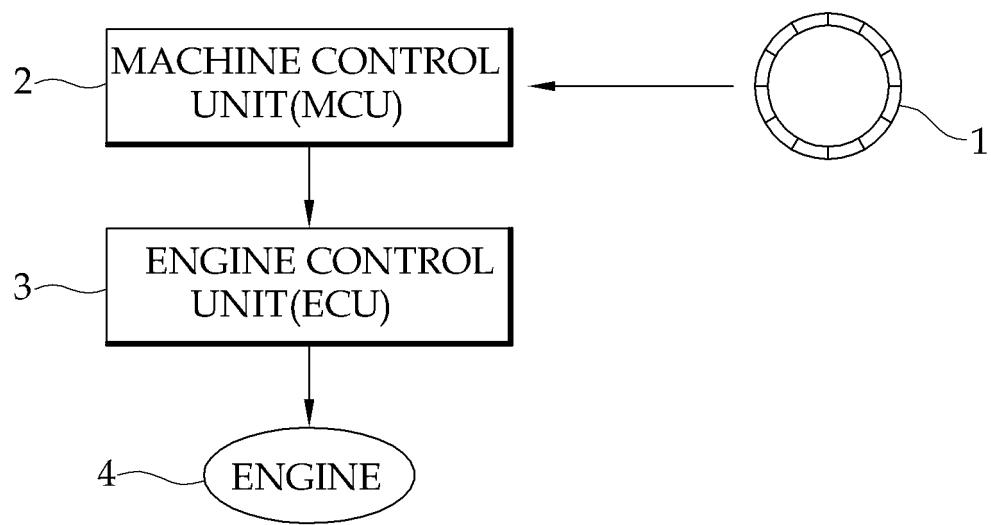 2
MACHINE CONTROL
UNIT(MCU)
1
3
ENGINE CONTROL
UNIT(ECU)
4
ENGINE